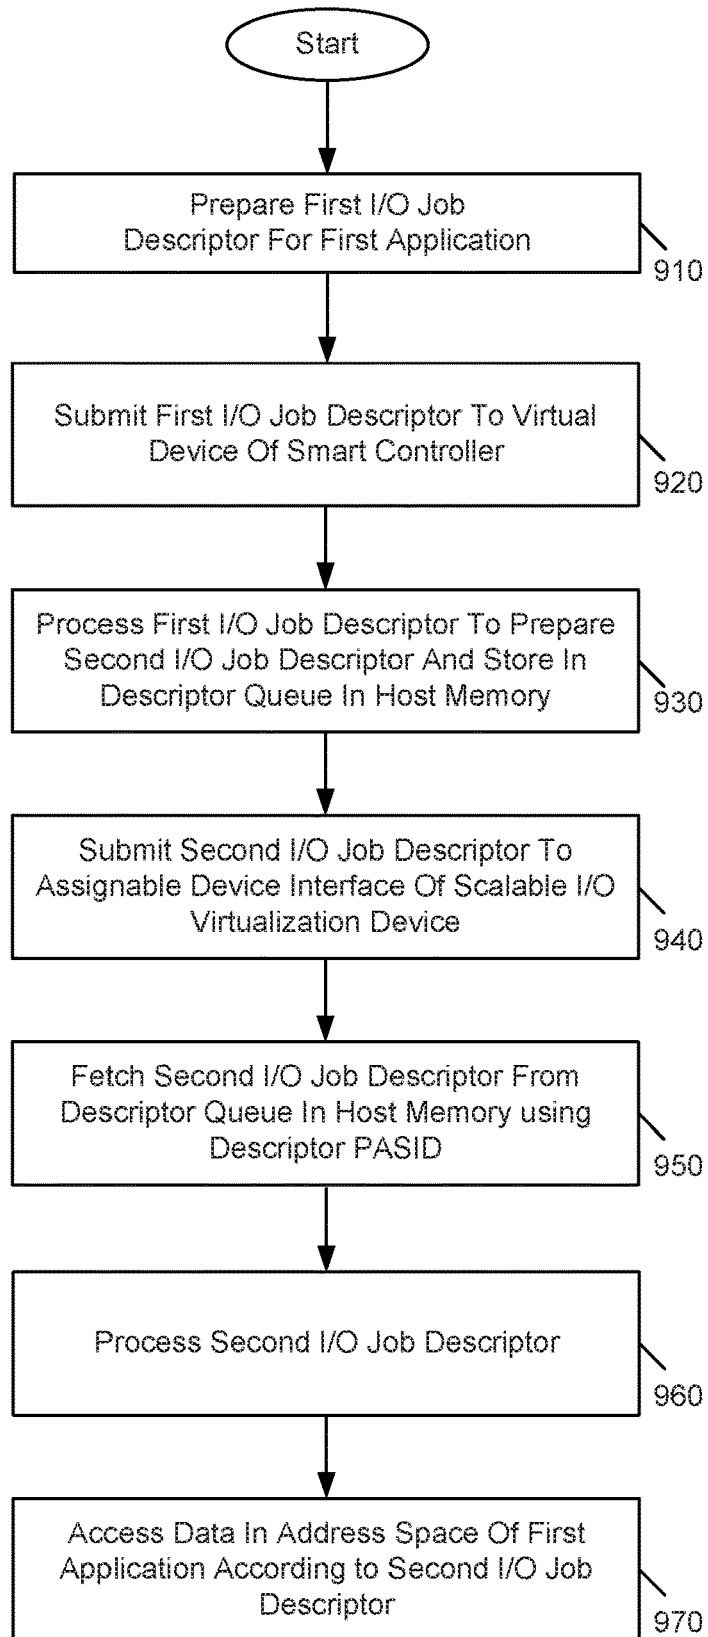 Start
Prepare First I/O Job
Descriptor For First Application
910
Submit First I/O Job Descriptor To Virtual
Device Of Smart Controller
920
Process First I/O Job Descriptor To Prepare
Second I/O Job Descriptor And Store In
Descriptor Queue In Host Memory
930
Submit Second I/O Job Descriptor To
Assignable Device Interface Of Scalable I/O
Virtualization Device
940
Fetch Second I/O Job Descriptor From
Descriptor Queue In Host Memory using
Descriptor PASID
950
Process Second I/O Job Descriptor
960
Access Data In Address Space Of First
Application According to Second I/O Job
Descriptor
970